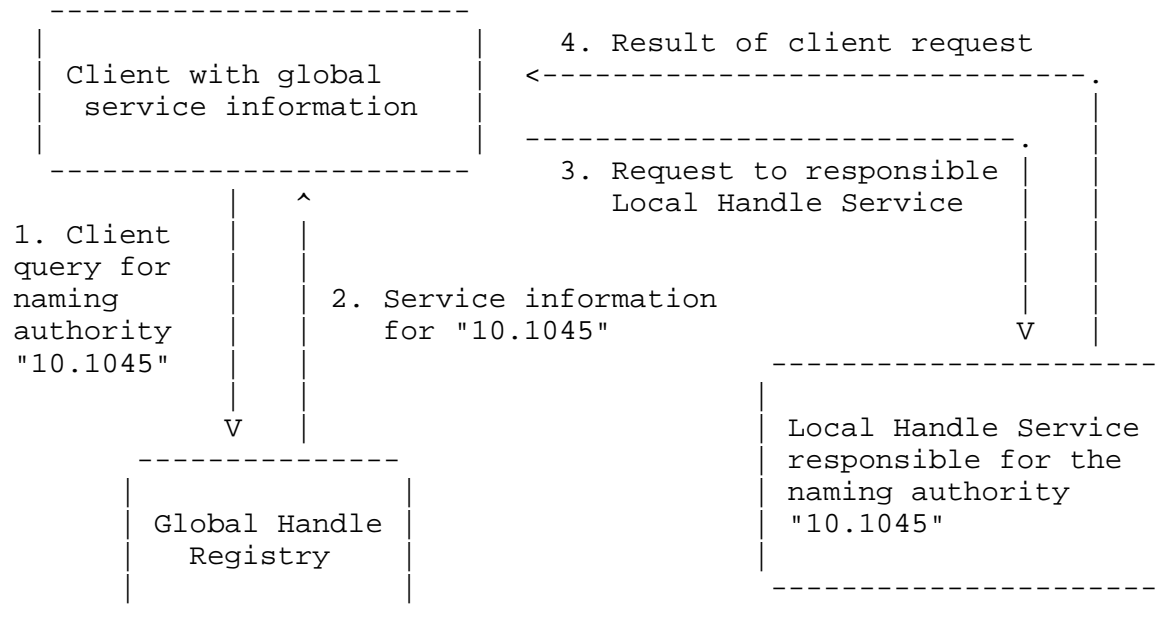 4. Result of client request
Client with global
service information
3. Request to responsible
Local Handle Service
1. Client
query for
naming
authority
"10.1045"
2. Service information
for "10.1045"
V
V
Local Handle Service
responsible for the
naming authority
"10.1045"
Global Handle
Registry